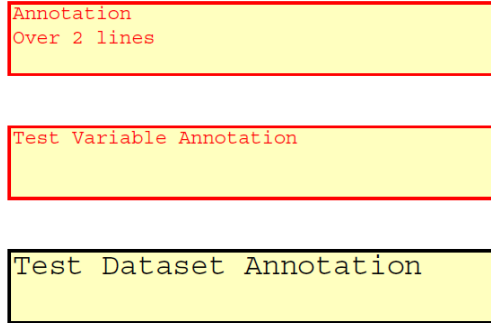 Annotation
Over 2 lines
Test Variable Annotation
Test Dataset Annotation